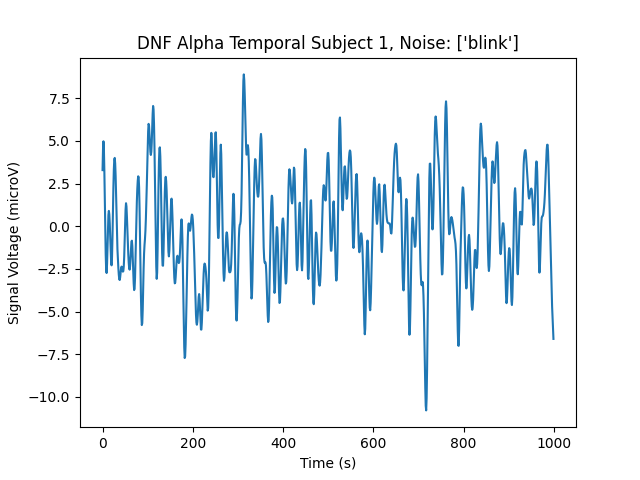 DNF Alpha Temporal Subject 1, Noise: ['blink']
Signal Voltage (microV)
7.5
5.0
2.5
0.0
−2.5
−5.0
−7.5
−10.0
0 200 400 600 800 1000
Time (s)